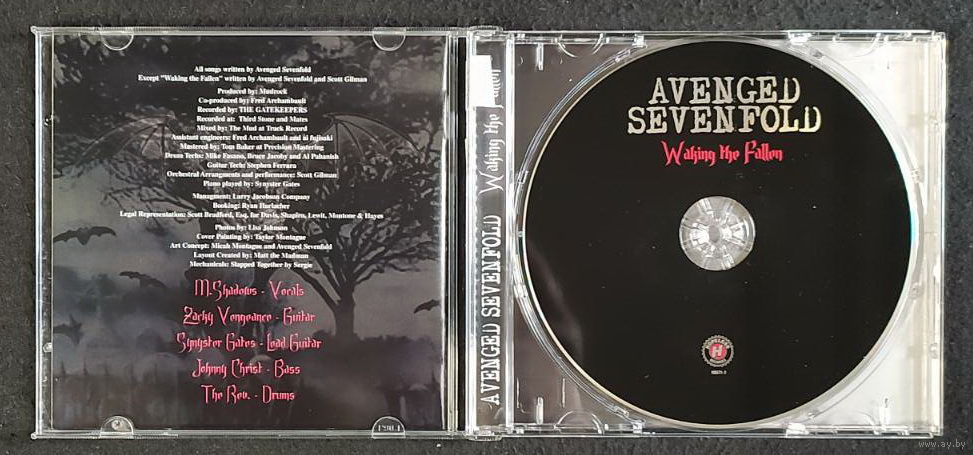 All songs written by Avenged Sevenfold
Except "Waking the Fallen" written by Avenged Sevenfold and Scott Gilman
Produced by: Mudrock
Co-produced by: Fred Archambault
Recorded by: THE GATEKEEPERS
Recorded at: Third Stone and Mates
Mixed by: The Mud at Truck Record
Assistant engineers: Fred Archambault and ai fujisaki
Mastered by: Tom Baker at Precision Mastering
Drum Techs: Mike Fasano, Bruce Jacoby and Al Pahanish
Guitar Tech: Stephen Ferrara
Orchestral Arrangments and performance: Scott Gilman
Piano played by: Synyster Gates
Managment: Larry Jacobson Company
Booking: Ryan Harlacher
Legal Representation: Scott Bradford, Esq. for Davis, Shapiro, Lewit, Montone & Hayes
Photos by: Lisa Johnson
Cover Painting by: Taylor Montague
Art Concept: Micah Montague and Avenged Sevenfold
Layout Created by: Matt the Madman
Mechanicals: Slapped Together by Sergie
M.Shadows - Vocals
Zacky Vengeance - Guitar
Synyster Gates - Lead Guitar
Johnny Christ - Bass
The Rev. - Drums
AVENGED SEVENFOLD Waking the Fallen
AVENGED
SEVENFOLD
Waking the Fallen
H
www.ay.by